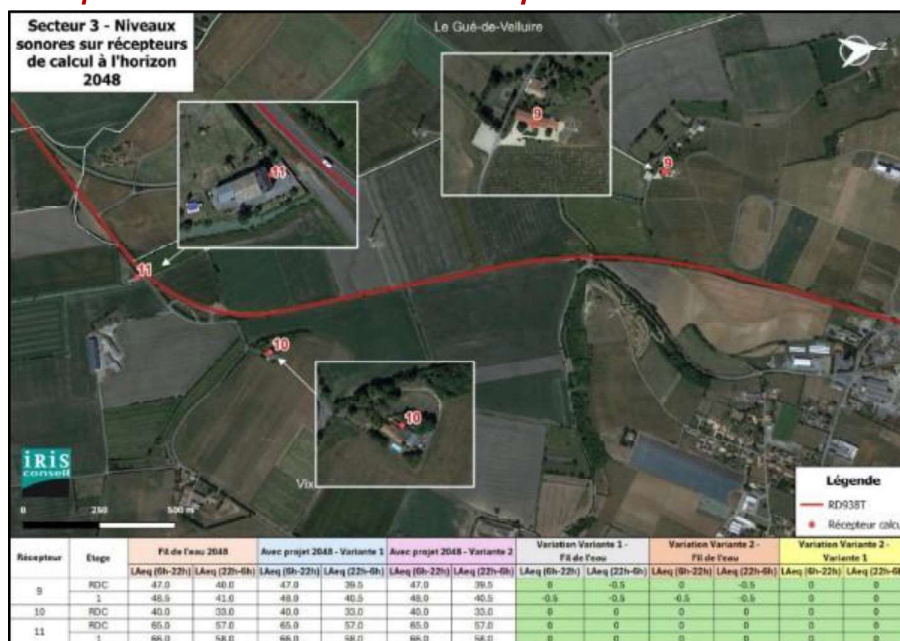 Secteur 3 - Niveaux
sonores sur récepteurs
de calcul à l'horizon
2048
Le Gué-de-Velluire
9
11
9
11
10
10
Vix
iRiS
conseil
0 250 500 m
Légende
RD938T
Récepteur calcu
Récepteur Etage Fil de l'eau 2048 Avec projet 2048 - Variante 1 Avec projet 2048 - Variante 2 Variation Variante 1 - Fil de l'eau Variation Variante 2 - Fil de l'eau Variation Variante 2 - Variante 1
LAeq (6h-22h) LAeq (22h-6h) LAeq (6h-22h) LAeq (22h-6h) LAeq (6h-22h) LAeq (22h-6h) LAeq (6h-22h) LAeq (22h-6h) LAeq (6h-22h) LAeq (22h-6h) LAeq (6h-22h) LAeq (22h-6h)
9 RDC 47.0 40.0 47.0 39.5 47.0 39.5 0 -0.5 0 -0.5 0 0
1 48.5 41.0 48.0 40.5 48.0 40.5 -0.5 -0.5 -0.5 -0.5 0 0
10 RDC 40.0 33.0 40.0 33.0 40.0 33.0 0 0 0 0 0 0
11 RDC 65.0 57.0 65.0 57.0 65.0 57.0 0 0 0 0 0 0
1 66.0 58.0 66.0 58.0 66.0 58.0 0 0 0 0 0 0